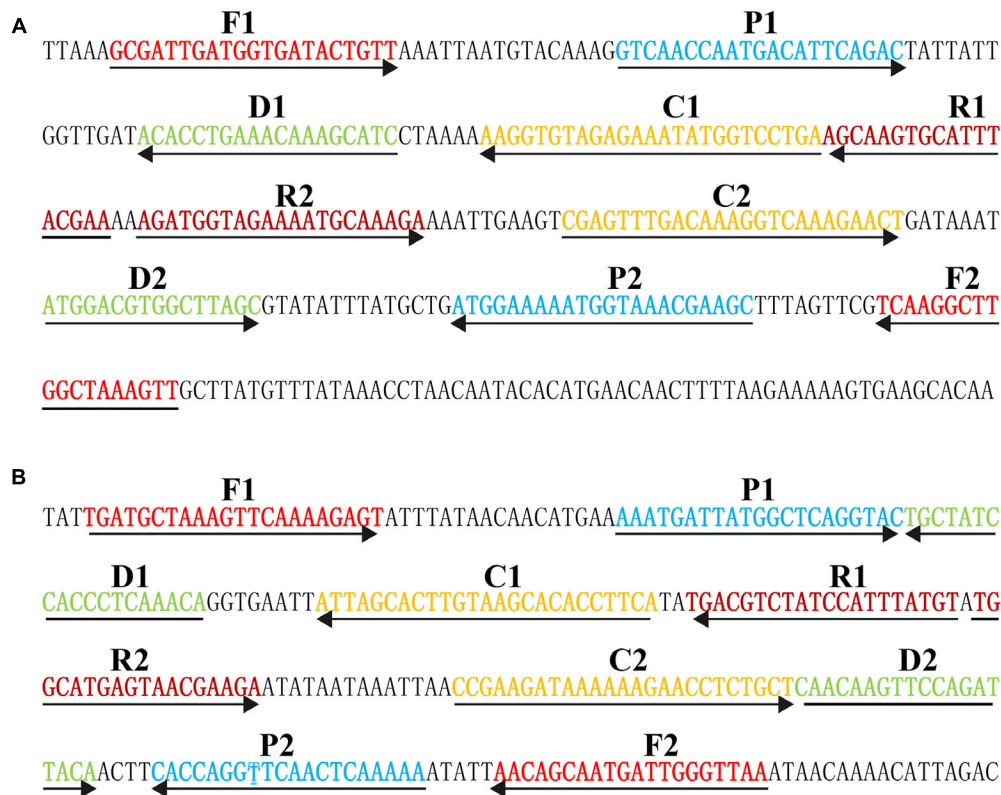 A
F1 P1
TTAAAGCGATTGATGGTGATACTGTTAAATTAATGTACAAAGGTCAACCAATGACATTCAGACTATTATT
D1 C1 R1
GGTTGATACACCTGAAACAAAGCATCCTAAAAAAGGTGTAGAGAAATATGGTCCTGAAGCAAGTGCATTT
R2 C2
ACGAAAAAGATGGTAGAAAATGCAAAGAAAATTGAAGTCGAGTTTGACAAAGGTCAAAGAACTGATAAAT
D2 P2 F2
ATGGACGTGGCTTAGCGTATATTTATGCTGATGGAAAAATGGTAAACGAAGCTTTAGTTCGTCAAGGCTT
GGCTAAAGTTGCTTATGTTTATAAACCTAACAATACACATGAACAACTTTTAAGAAAAAGTGAAGCACAA
B
F1 P1
TATTGATGCTAAAGTTCAAAAGAGTATTTATAACAACATGAAAAATGATTATGGCTCAGGTACTGCTATC
D1 C1 R1
CACCCTCAAACAGGTGAATTATTAGCACTTGTAAGCACACCTTCATATGACGTCTATCCATTTATGTATG
R2 C2 D2
GCATGAGTAACGAAGAATATAATAAATTAACCGAAGATAAAAAAGAACCTCTGCTCAACAAGTTCCAGAT
P2 F2
TACAACTTCACCAGGTTCAACTCAAAAAATATTAACAGCAATGATTGGGTTAAATAACAAAACATTAGAC